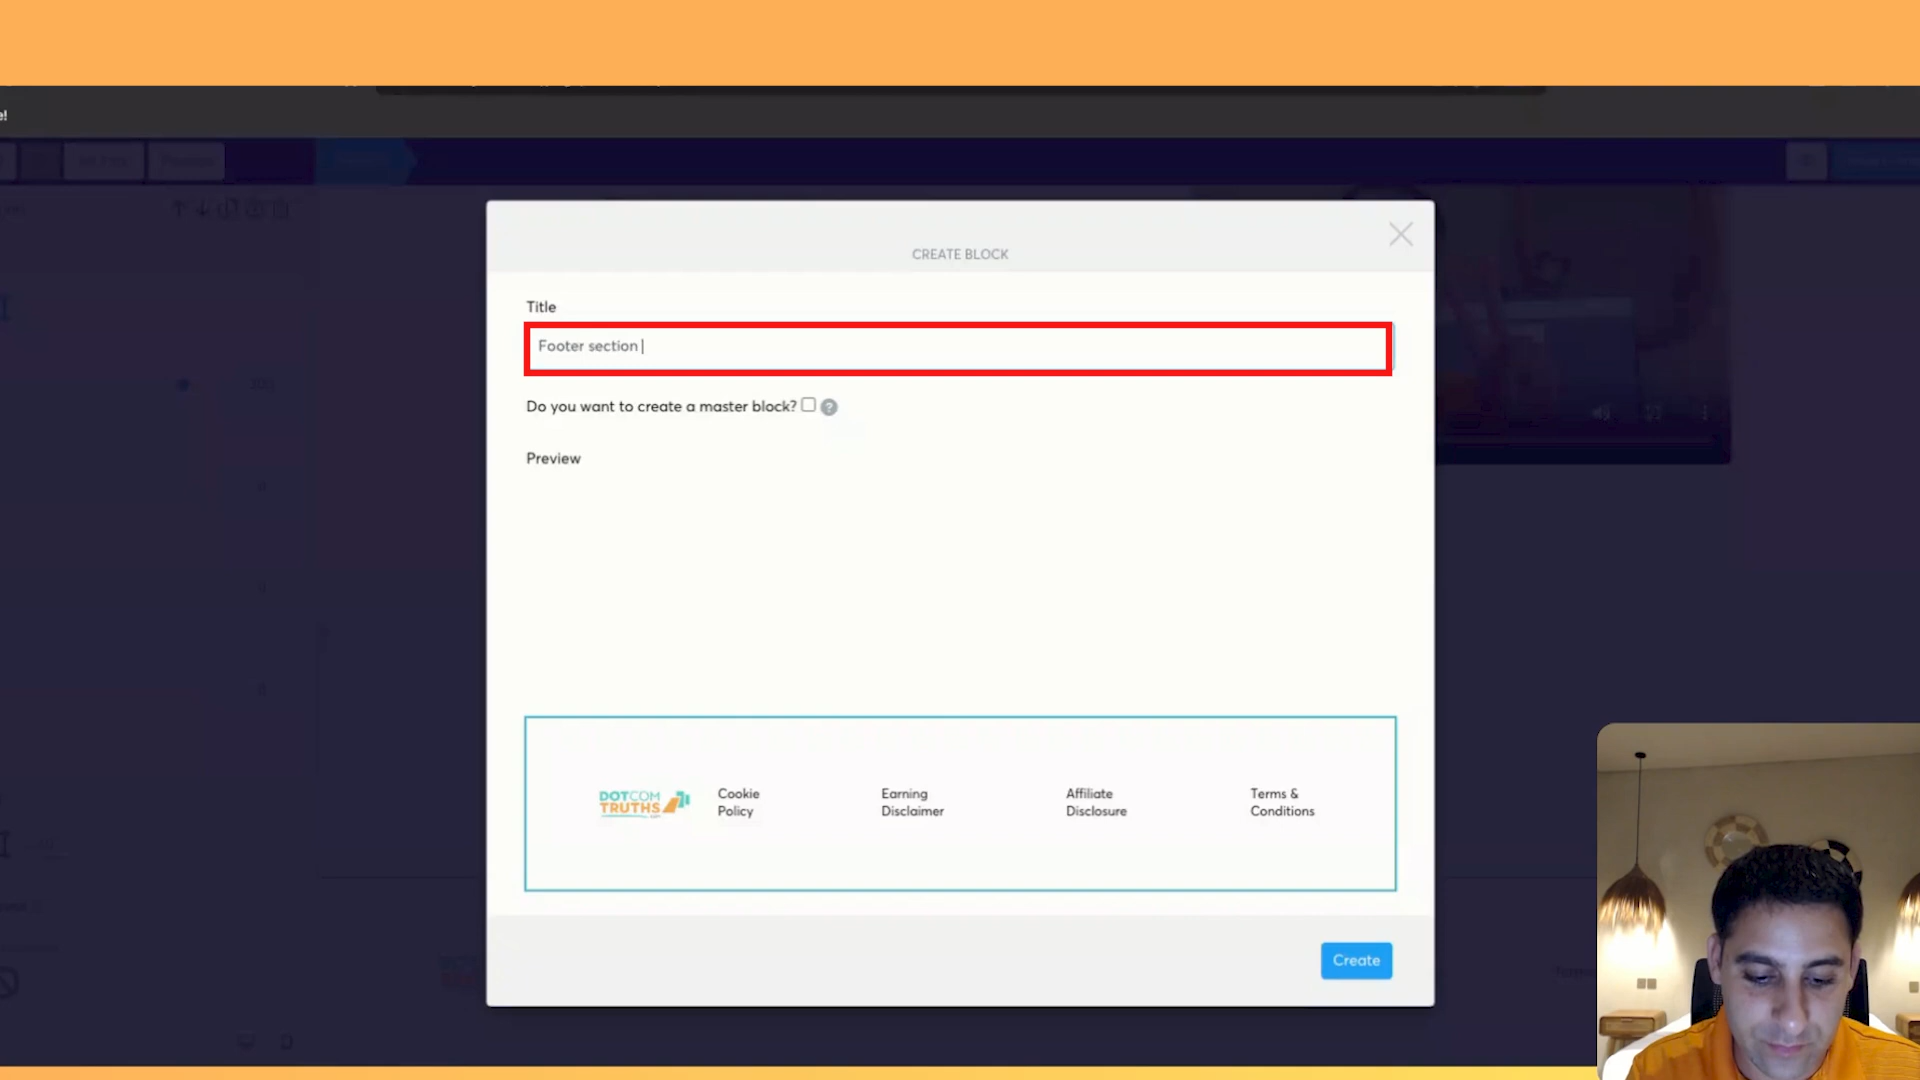 e!
CREATE BLOCK
Title
Footer section
Do you want to create a master block? ?
Preview
DOTCOM
TRUTHS
Cookie
Policy
Earning
Disclaimer
Affiliate
Disclosure
Terms &
Conditions
Create